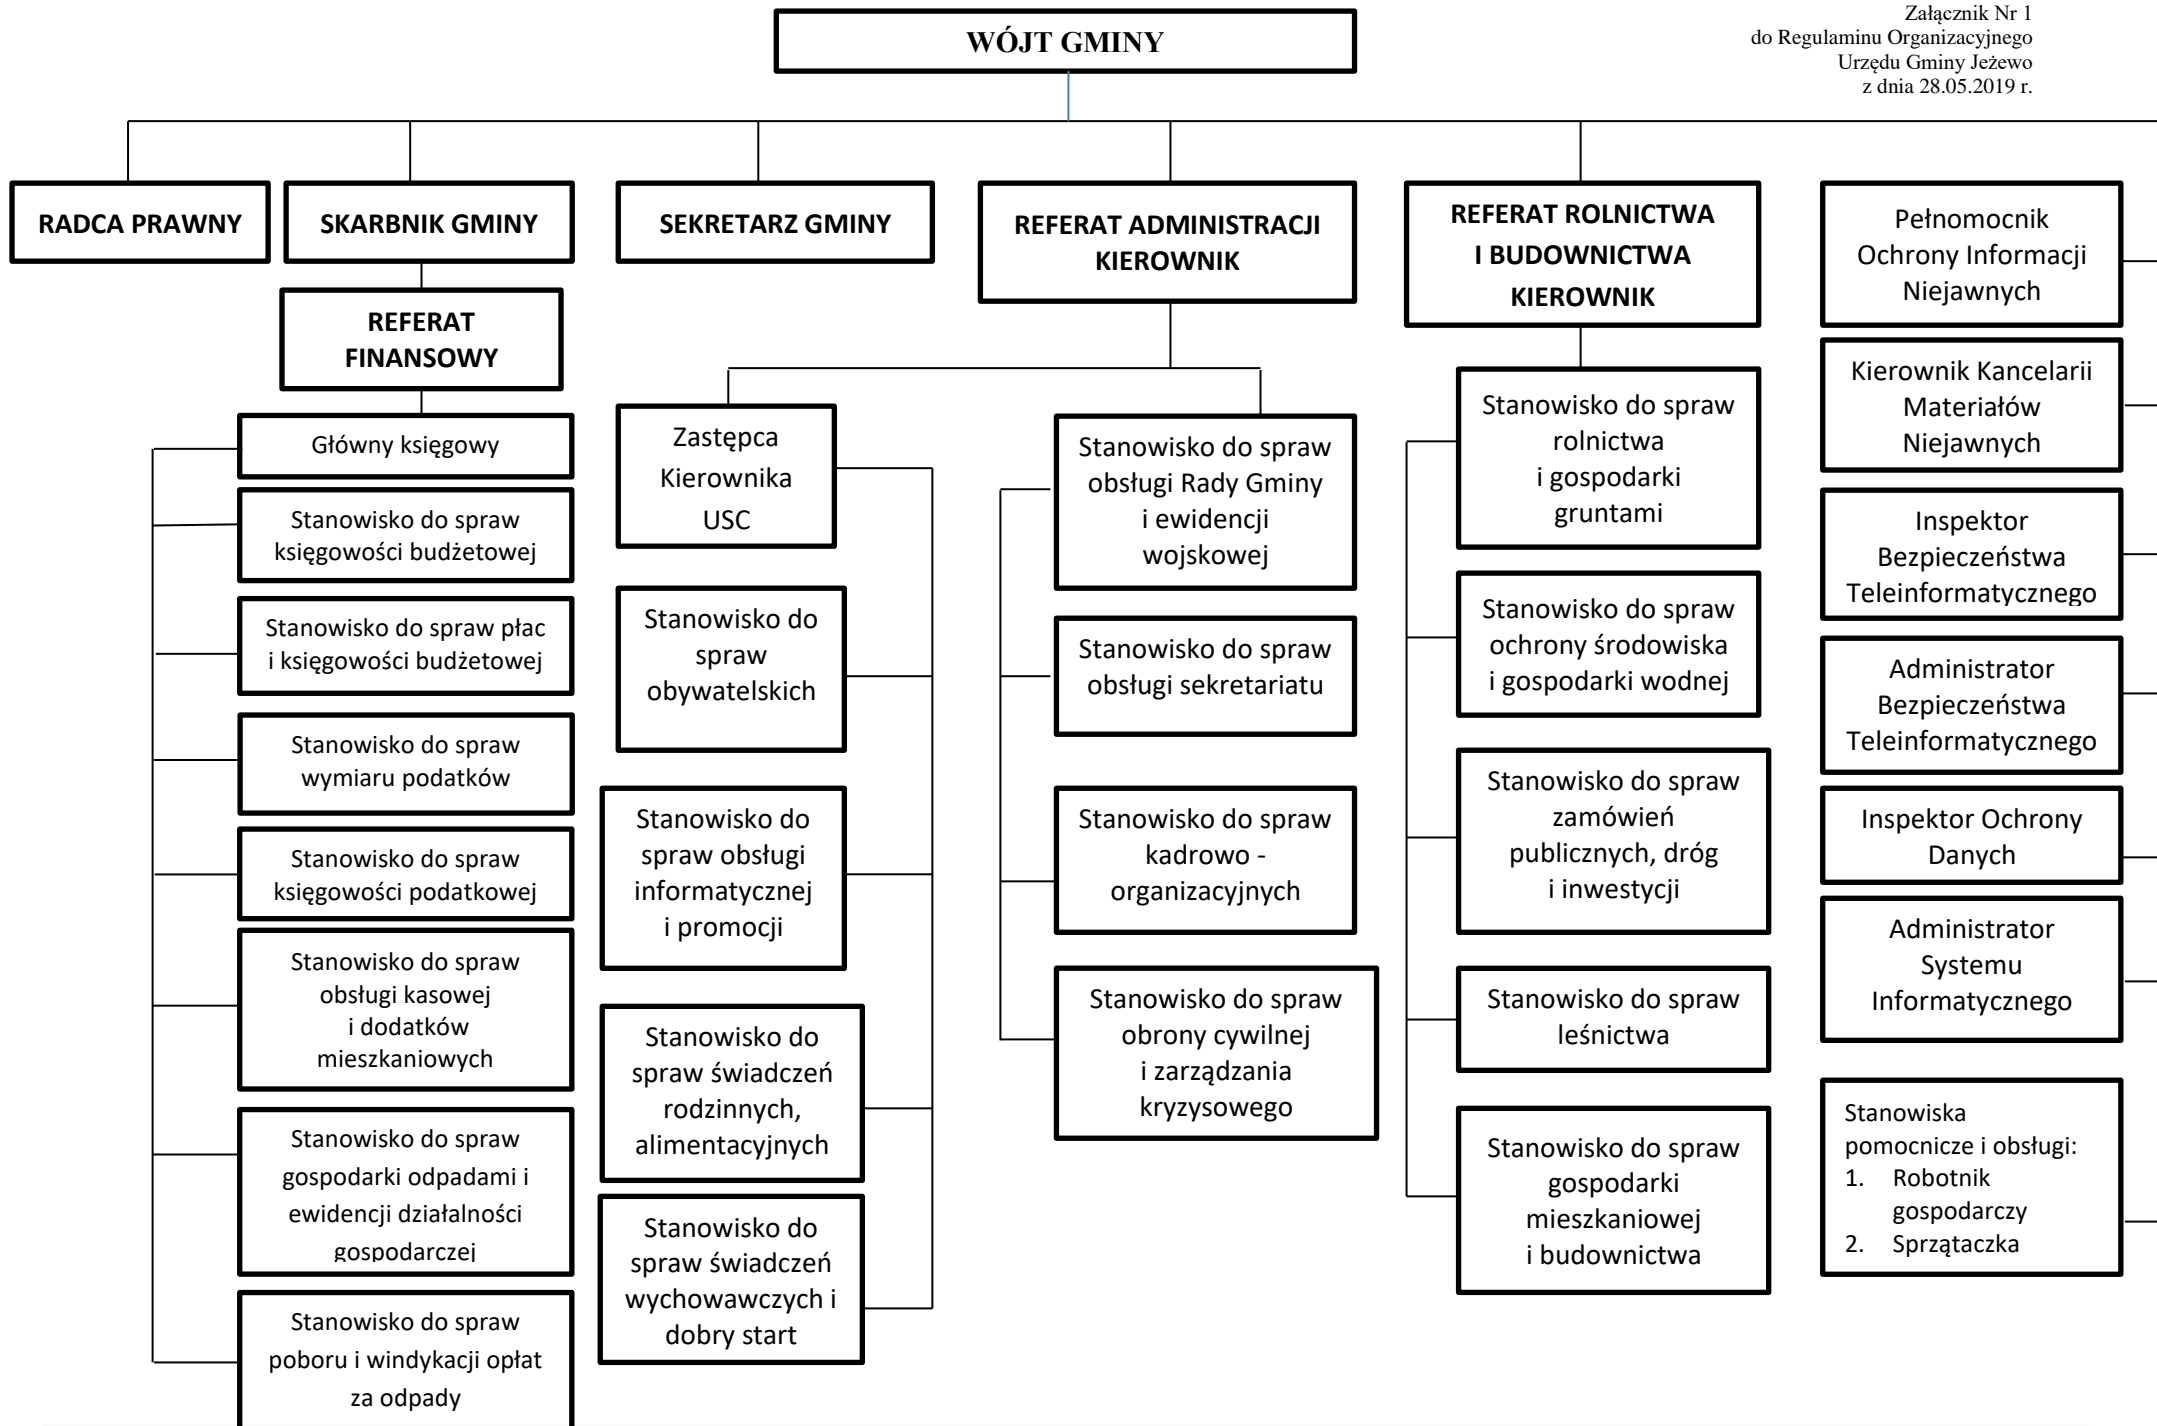 Załącznik Nr 1
do Regulaminu Organizacyjnego
Urzędu Gminy Jeżewo
z dnia 28.05.2019 r.
WÓJT GMINY
RADCA PRAWNY
SKARBNIK GMINY
SEKRETARZ GMINY
REFERAT ADMINISTRACJI
KIEROWNIK
REFERAT ROLNICTWA
I BUDOWNICTWA
KIEROWNIK
REFERAT
FINANSOWY
Główny księgowy
Stanowisko do spraw
księgowości budżetowej
Stanowisko do spraw płac
i księgowości budżetowej
Stanowisko do spraw
wymiaru podatków
Stanowisko do spraw
księgowości podatkowej
Stanowisko do spraw
obsługi kasowej
i dodatków
mieszkaniowych
Stanowisko do spraw
gospodarki odpadami i
ewidencji działalności
gospodarczej
Stanowisko do spraw
poboru i windykacji opłat
za odpady
Zastępca
Kierownika
USC
Stanowisko do
spraw
obywatelskich
Stanowisko do
spraw obsługi
informatycznej
i promocji
Stanowisko do
spraw świadczeń
rodzinnych,
alimentacyjnych
Stanowisko do
spraw świadczeń
wychowawczych i
dobry start
Stanowisko do spraw
obsługi Rady Gminy
i ewidencji
wojskowej
Stanowisko do spraw
obsługi sekretariatu
Stanowisko do spraw
kadrowo -
organizacyjnych
Stanowisko do spraw
obrony cywilnej
i zarządzania
kryzysowego
Stanowisko do spraw
rolnictwa
i gospodarki
gruntami
Stanowisko do spraw
ochrony środowiska
i gospodarki wodnej
Stanowisko do spraw
zamówień
publicznych, dróg
i inwestycji
Stanowisko do spraw
leśnictwa
Stanowisko do spraw
gospodarki
mieszkaniowej
i budownictwa
Pełnomocnik
Ochrony Informacji
Niejawnych
Kierownik Kancelarii
Materiałów
Niejawnych
Inspektor
Bezpieczeństwa
Teleinformatycznego
Administrator
Bezpieczeństwa
Teleinformatycznego
Inspektor Ochrony
Danych
Administrator
Systemu
Informatycznego
Stanowiska
pomocnicze i obsługi:
1. Robotnik
gospodarczy
2. Sprzątaczka